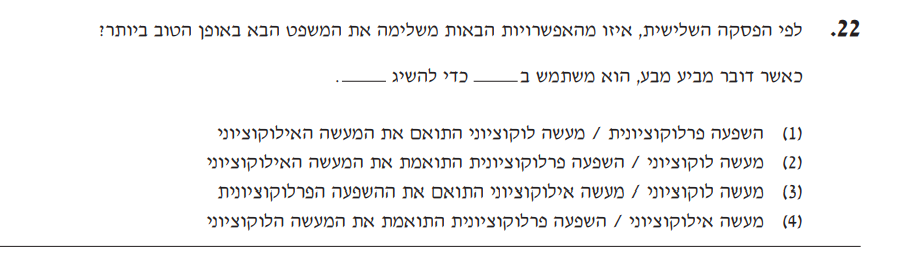 22. לפי הפסקה השלישית, איזו מהאפשרויות הבאות משלימה את המשפט הבא באופן הטוב ביותר?
כאשר דובר מביע מבע, הוא משתמש ב_____ כדי להשיג _____.
(1) השפעה פרלוקוציונית / מעשה לוקוציוני התואם את המעשה האילוקוציוני
(2) מעשה לוקוציוני / השפעה פרלוקוציונית התואמת את המעשה האילוקוציוני
(3) מעשה לוקוציוני / מעשה אילוקוציוני התואם את ההשפעה הפרלוקוציונית
(4) מעשה אילוקוציוני / השפעה פרלוקוציונית התואמת את המעשה הלוקוציוני